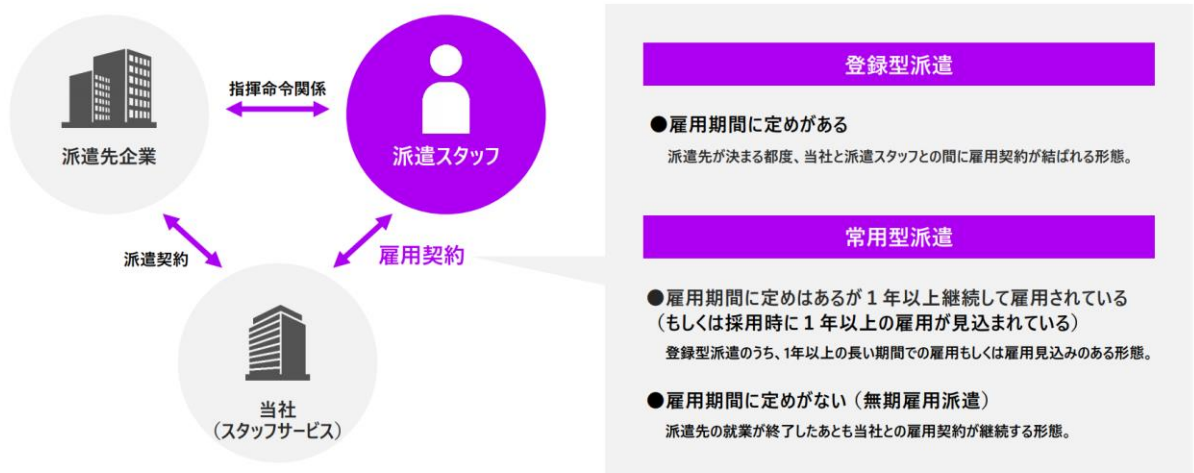 指揮命令関係
派遣先企業
派遣スタッフ
派遣契約
雇用契約
当社
（スタッフサービス）
登録型派遣
●雇用期間に定めがある
派遣先が決まる都度、当社と派遣スタッフとの間に雇用契約が結ばれる形態。
常用型派遣
●雇用期間に定めはあるが１年以上継続して雇用されている
（もしくは採用時に１年以上の雇用が見込まれている）
登録型派遣のうち、1年以上の長い期間での雇用もしくは雇用見込みのある形態。
●雇用期間に定めがない（無期雇用派遣）
派遣先の就業が終了したあとも当社との雇用契約が継続する形態。